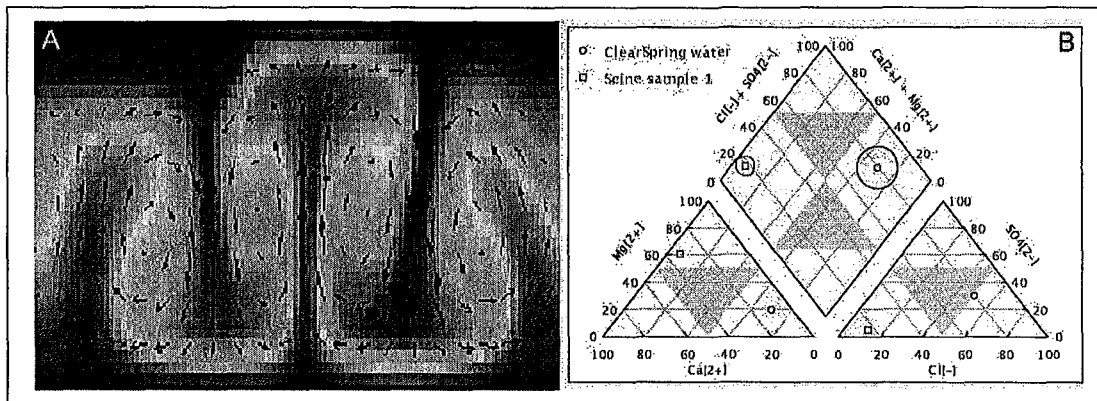 A
B
ClearSpring water
Seine sample 1
Cl[-] + SO4[2-]
Ca[2+] + Mg[2+]
100 100
80 80
60 60
40 40
20 20
0 0
Mg[2+]
SO4[2-]
100 100
80 80
60 60
40 40
20 20
0 0 0 0
100 80 60 40 20 0 0 20 40 60 80 100
Ca[2+] Cl[-]